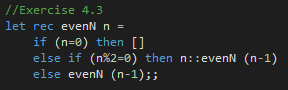 //Exercise 4.3
let rec evenN n =
    if (n=0) then []
    else if (n%2=0) then n::evenN (n-1)
    else evenN (n-1);;